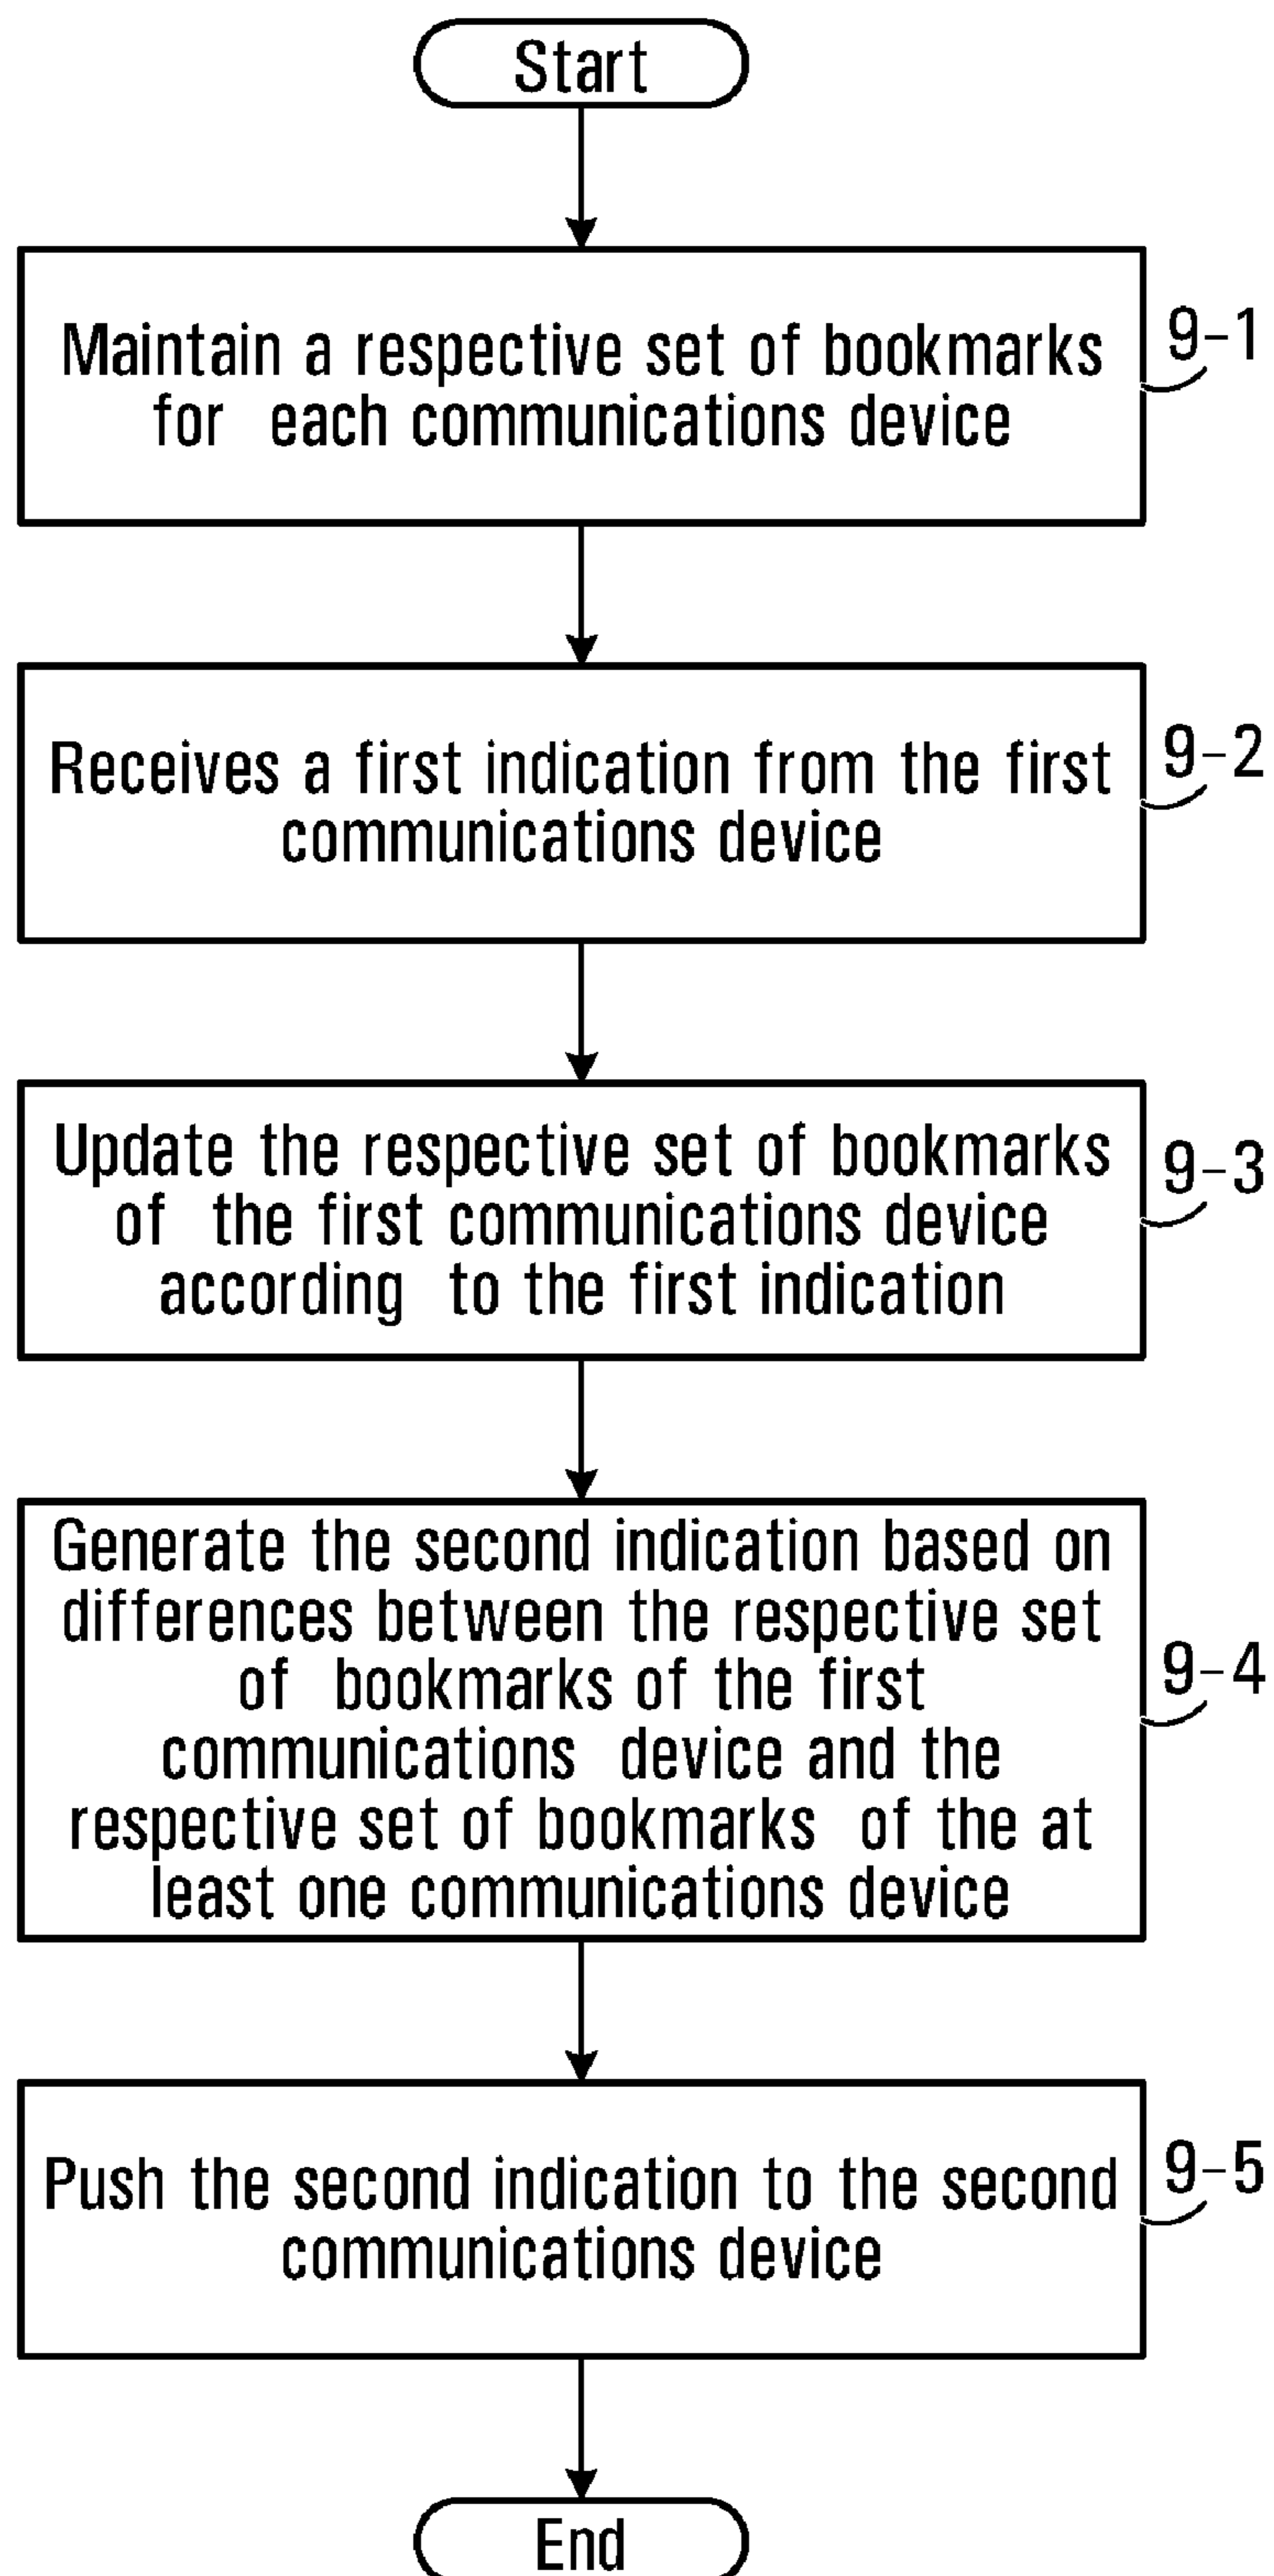 Start
Maintain a respective set of bookmarks
for each communications device
9-1
Receives a first indication from the first
communications device
9-2
Update the respective set of bookmarks
of the first communications device
according to the first indication
9-3
Generate the second indication based on
differences between the respective set
of bookmarks of the first
communications device and the
respective set of bookmarks of the at
least one communications device
9-4
Push the second indication to the second
communications device
9-5
End